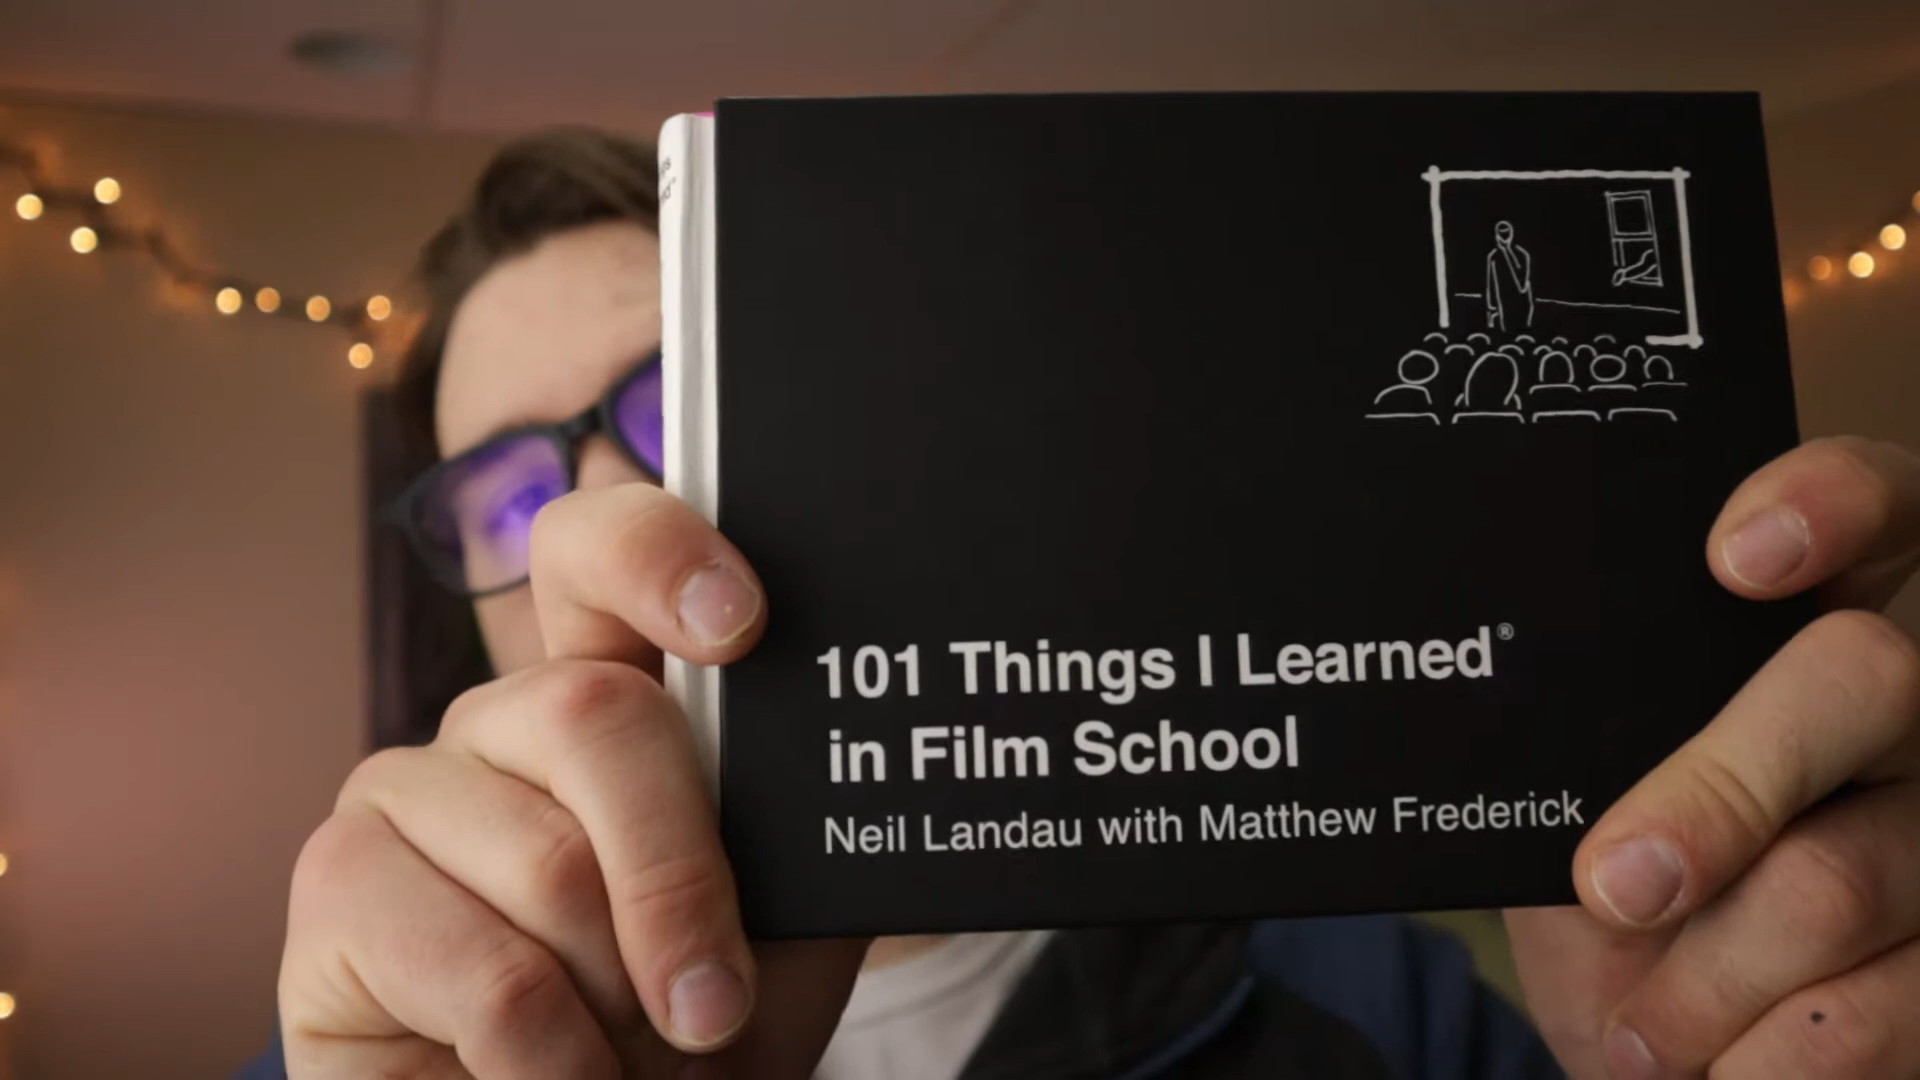 101 Things I Learned®
in Film School
Neil Landau with Matthew Frederick